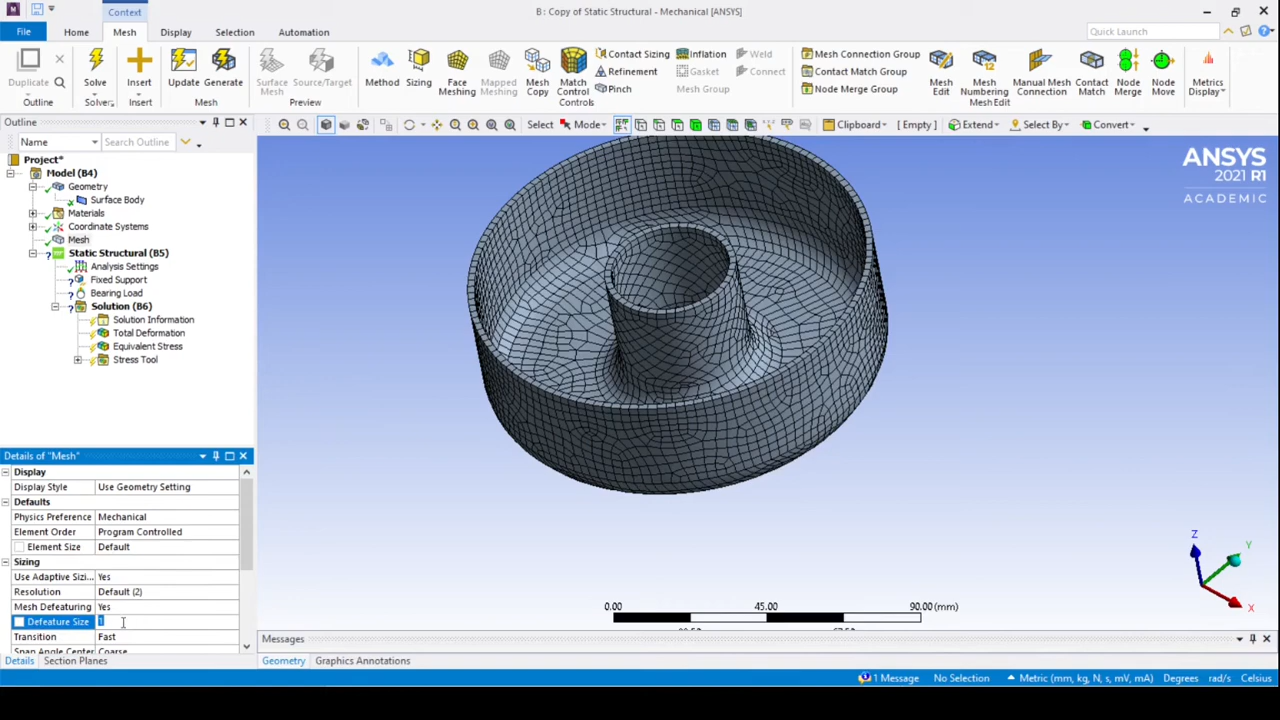 Context
B : Copy of Static Structural - Mechanical [ANSYS]
File Home Mesh Display Selection Automation
Quick Launch
Duplicate
Outline
Solve
Solver
Insert
Insert
Update Generate
Mesh
Surface Mesh Source/Target
Preview
Method Sizing Face Meshing Mapped Meshing Mesh Copy Match Control
Contact Sizing
Refinement
Pinch
Inflation
Gasket
Mesh Group
Weld
Connect
Controls
Mesh Connection Group
Contact Match Group
Node Merge Group
Mesh Edit Mesh Numbering Manual Mesh Connection Contact Match Node Merge Node Move
Mesh Edit
Metrics Display
Outline
Select Mode Clipboard [ Empty ] Extend Select By Convert
Name Search Outline
Project*
Model (B4)
Geometry
Surface Body
Materials
Coordinate Systems
Mesh
Static Structural (B5)
Analysis Settings
Fixed Support
Bearing Load
Solution (B6)
Solution Information
Total Deformation
Equivalent Stress
Stress Tool
ANSYS
2021 R1
ACADEMIC
Details of "Mesh"
Display
Display Style Use Geometry Setting
Defaults
Physics Preference Mechanical
Element Order Program Controlled
Element Size Default
Sizing
Use Adaptive Sizi... Yes
Resolution Default (2)
Mesh Defeaturing Yes
Defeature Size 1
Transition Fast
Span Angle Center Coarse
Z
Y
X
0.00 45.00 90.00 (mm)
Messages
Details Section Planes
Geometry Graphics Annotations
1 Message No Selection Metric (mm, kg, N, s, mV, mA) Degrees rad/s Celsius